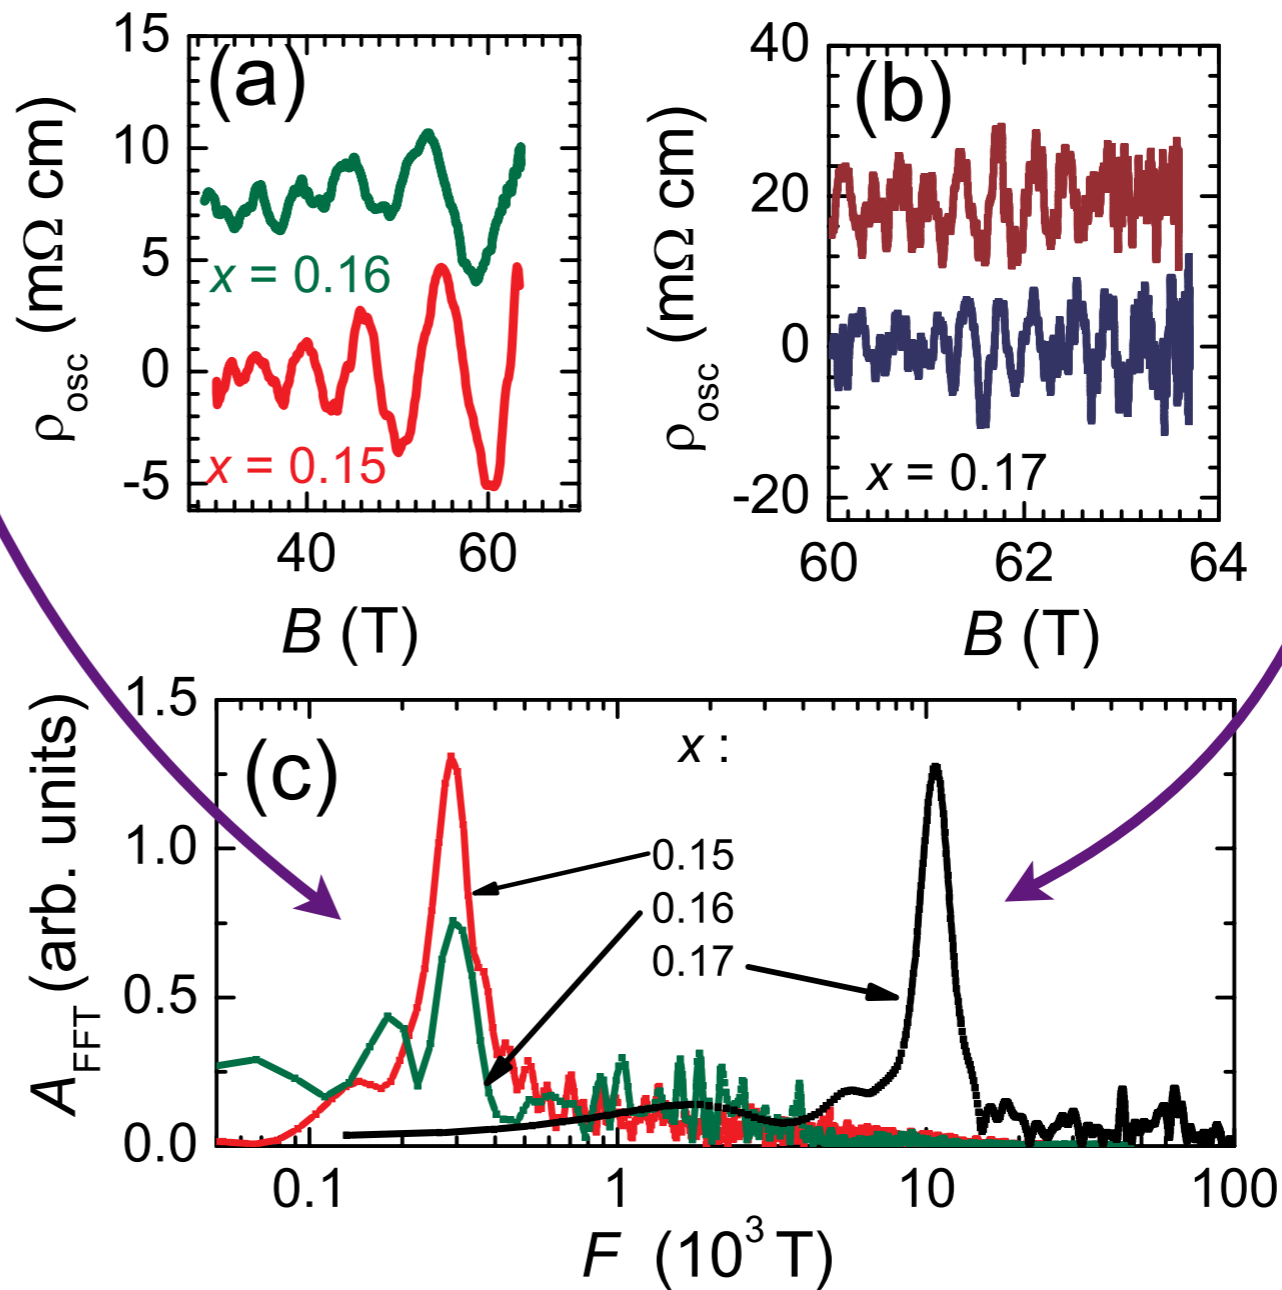 (a)
15
10
5
0
-5
ρosc (mΩ cm)
x = 0.16
x = 0.15
40 60
B (T)
(b)
40
20
0
-20
ρosc (mΩ cm)
x = 0.17
60 62 64
B (T)
(c)
1.5
1.0
0.5
0.0
AFFT (arb. units)
x :
0.15
0.16
0.17
0.1 1 10 100
F (10³ T)